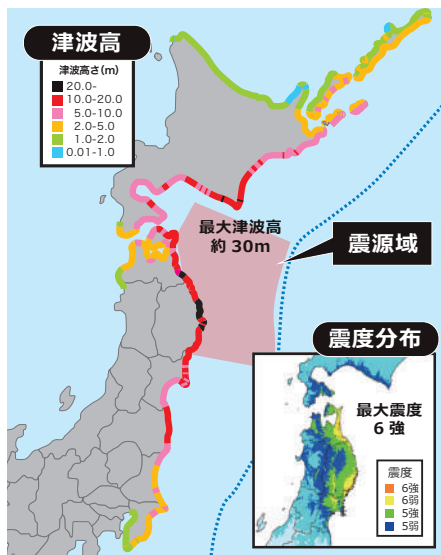 津波高
津波高さ(m)
20.0-
10.0-20.0
5.0-10.0
2.0-5.0
1.0-2.0
0.01-1.0
最大津波高
約 30m
震源域
震度分布
最大震度
6 強
震度
6強
6弱
5強
5弱